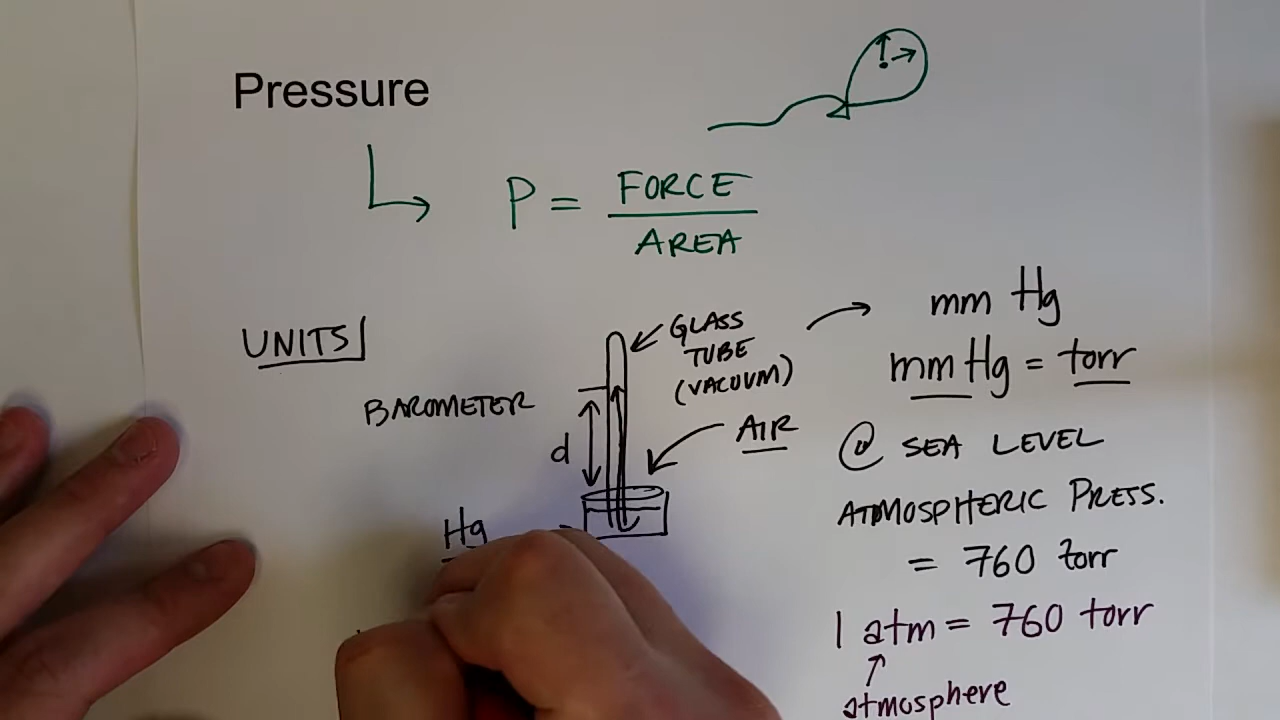 Pressure
P = FORCE
AREA
UNITS
GLASS
TUBE
(VACUUM)
mm Hg
mm Hg = torr
BAROMETER
d
AIR
Hg
@ SEA LEVEL
ATMOSPHERIC PRESS.
= 760 torr
1 atm = 760 torr
atmosphere